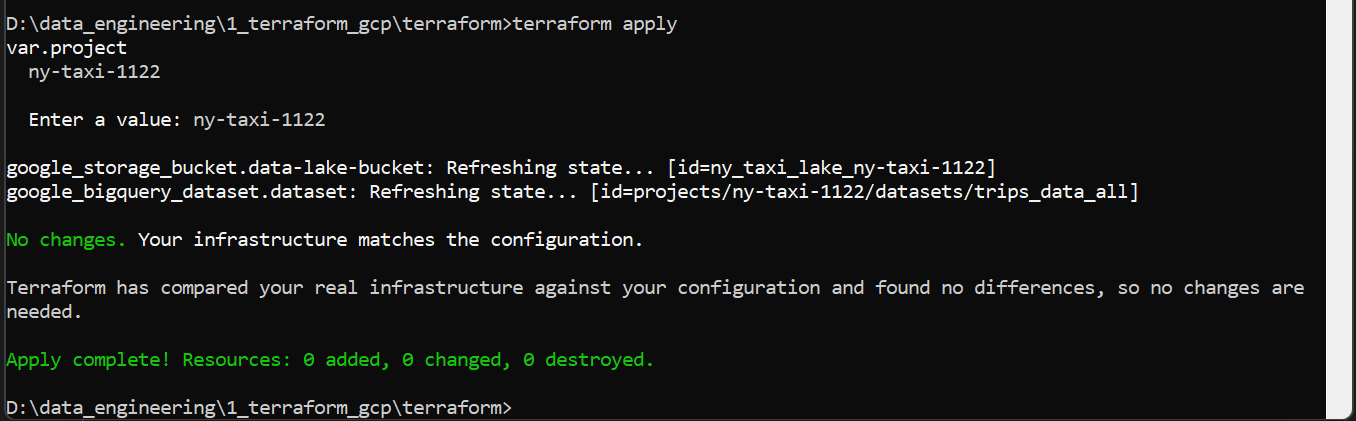 D:\data_engineering\1_terraform_gcp\terraform>terraform apply
var.project
  ny-taxi-1122
  Enter a value: ny-taxi-1122
google_storage_bucket.data-lake-bucket: Refreshing state... [id=ny_taxi_lake_ny-taxi-1122]
google_bigquery_dataset.dataset: Refreshing state... [id=projects/ny-taxi-1122/datasets/trips_data_all]
No changes. Your infrastructure matches the configuration.
Terraform has compared your real infrastructure against your configuration and found no differences, so no changes are
needed.
Apply complete! Resources: 0 added, 0 changed, 0 destroyed.
D:\data_engineering\1_terraform_gcp\terraform>